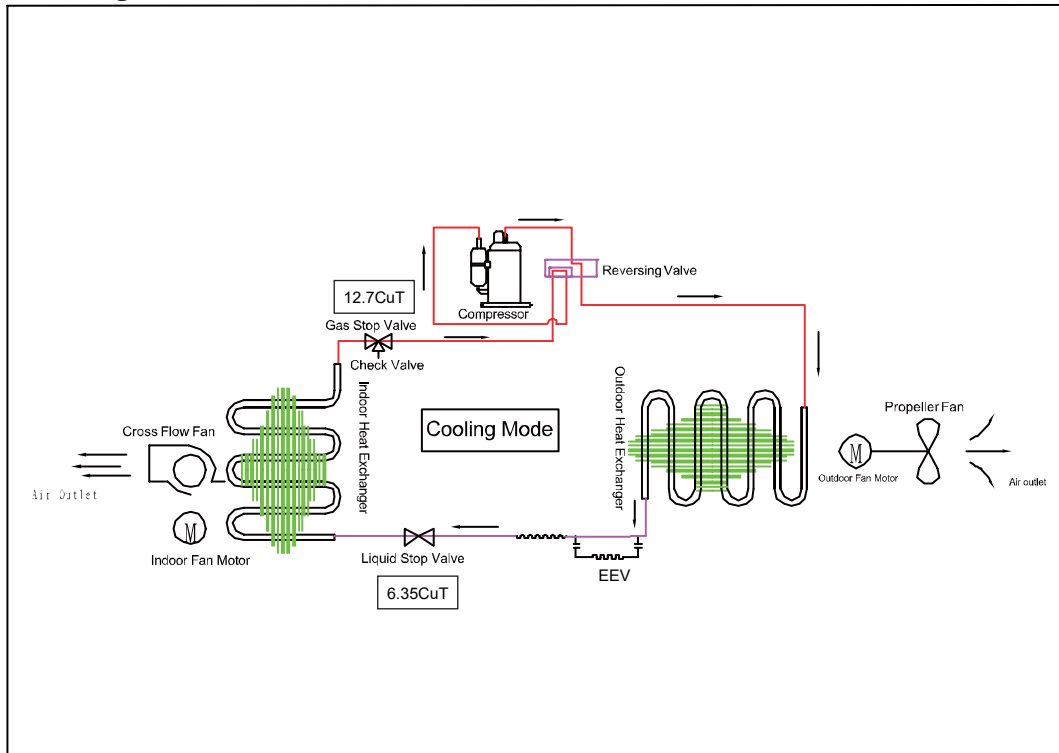 Reversing Valve
12.7CuT
Compressor
Gas Stop Valve
Check Valve
Indoor Heat Exchanger
Outdoor Heat Exchanger
Cooling Mode
Propeller Fan
Cross Flow Fan
M
Outdoor Fan Motor
Air outlet
Air Outlet
M
Indoor Fan Motor
Liquid Stop Valve
EEV
6.35CuT